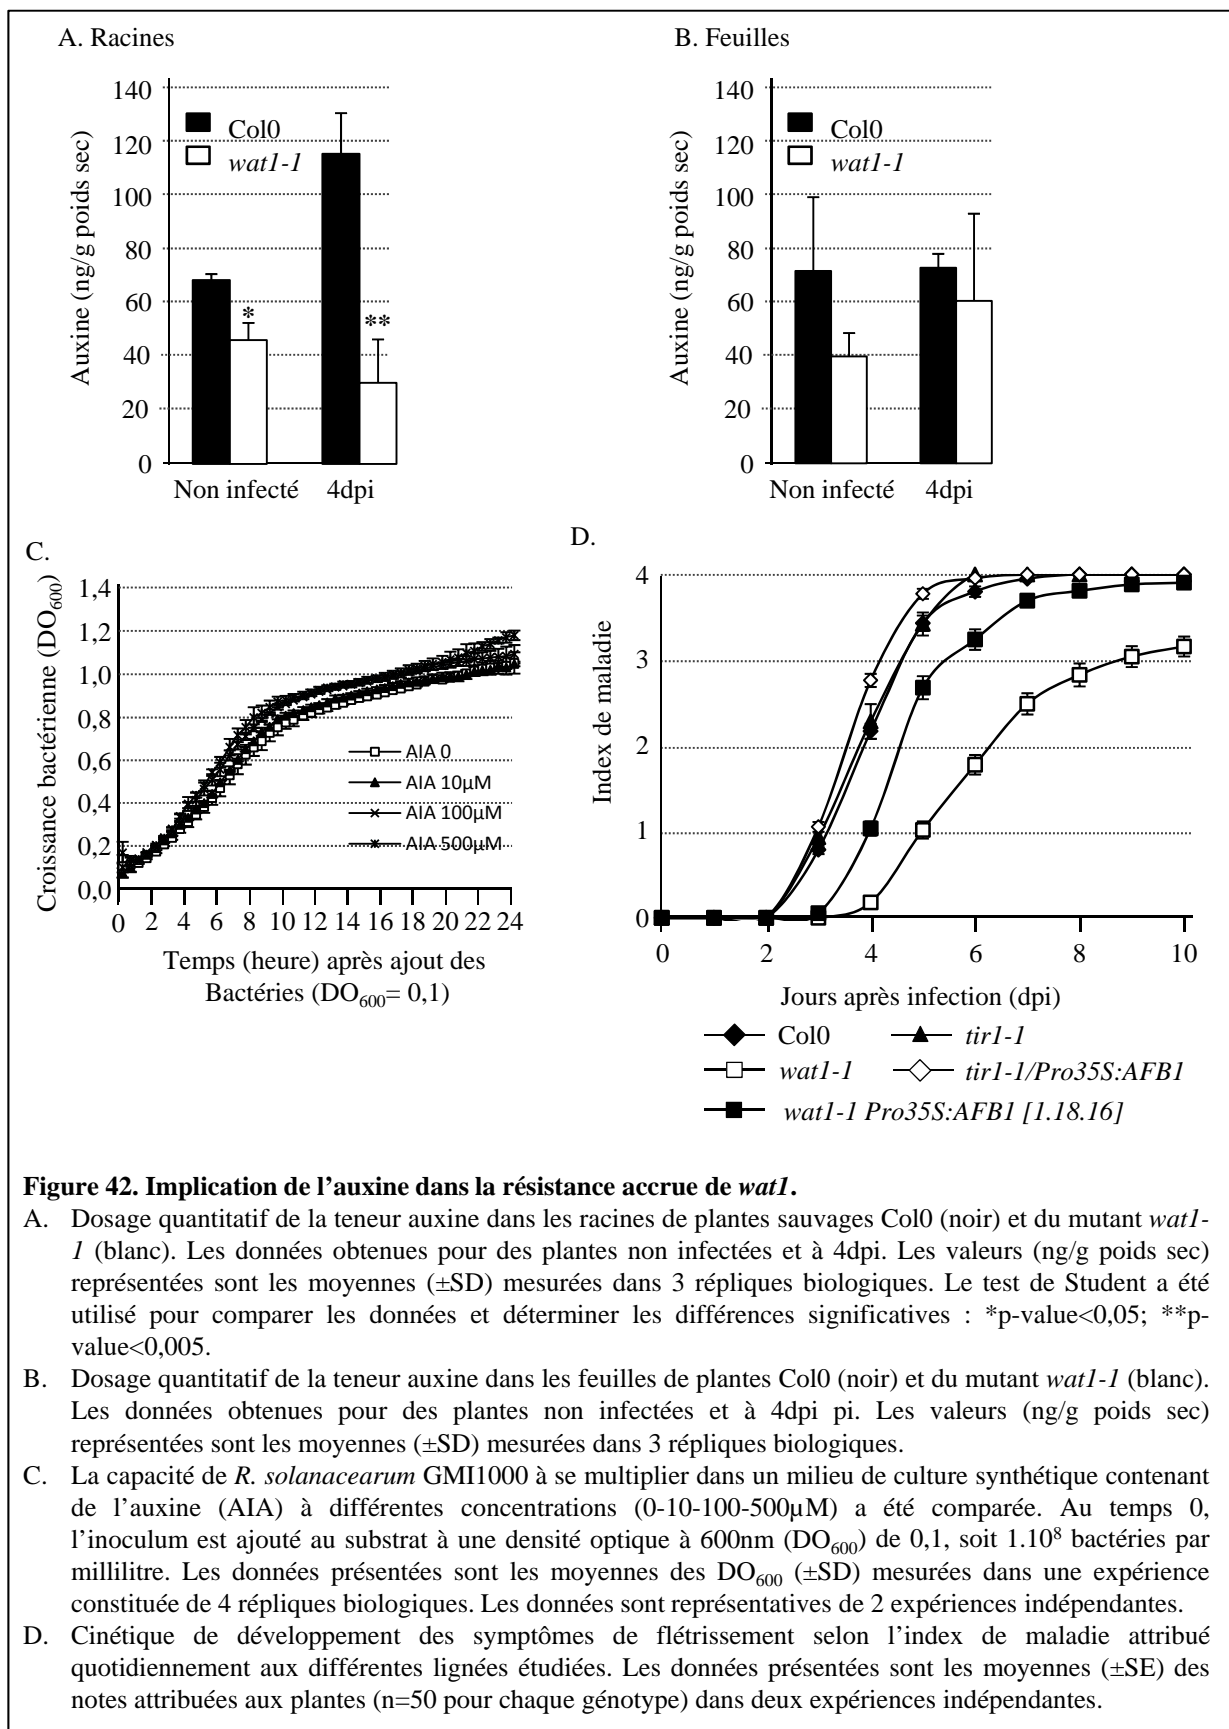 A. Racines
140
120
100
80
60
40
20
0
Auxine (ng/g poids sec)
Col0
wat1-1
*
**
Non infecté
4dpi
B. Feuilles
140
120
100
80
60
40
20
0
Auxine (ng/g poids sec)
Col0
wat1-1
Non infecté
4dpi
C.
1,4
1,2
1,0
0,8
0,6
0,4
0,2
0,0
Croissance bactérienne (DO600)
AIA 0
AIA 10µM
AIA 100µM
AIA 500µM
0 2 4 6 8 10 12 14 16 18 20 22 24
Temps (heure) après ajout des
Bactéries (DO600= 0,1)
D.
4
3
2
1
0
Index de maladie
0 2 4 6 8 10
Jours après infection (dpi)
Col0
tir1-1
wat1-1
tir1-1/Pro35S:AFB1
wat1-1 Pro35S:AFB1 [1.18.16]
Figure 42. Implication de l’auxine dans la résistance accrue de wat1.
A. Dosage quantitatif de la teneur auxine dans les racines de plantes sauvages Col0 (noir) et du mutant wat1-
1 (blanc). Les données obtenues pour des plantes non infectées et à 4dpi. Les valeurs (ng/g poids sec)
représentées sont les moyennes (±SD) mesurées dans 3 répliques biologiques. Le test de Student a été
utilisé pour comparer les données et déterminer les différences significatives : *p-value<0,05; **p-
value<0,005.
B. Dosage quantitatif de la teneur auxine dans les feuilles de plantes Col0 (noir) et du mutant wat1-1 (blanc).
Les données obtenues pour des plantes non infectées et à 4dpi pi. Les valeurs (ng/g poids sec)
représentées sont les moyennes (±SD) mesurées dans 3 répliques biologiques.
C. La capacité de R. solanacearum GMI1000 à se multiplier dans un milieu de culture synthétique contenant
de l’auxine (AIA) à différentes concentrations (0-10-100-500µM) a été comparée. Au temps 0,
l’inoculum est ajouté au substrat à une densité optique à 600nm (DO600) de 0,1, soit 1.10⁸ bactéries par
millilitre. Les données présentées sont les moyennes des DO600 (±SD) mesurées dans une expérience
constituée de 4 répliques biologiques. Les données sont représentatives de 2 expériences indépendantes.
D. Cinétique de développement des symptômes de flétrissement selon l’index de maladie attribué
quotidiennement aux différentes lignées étudiées. Les données présentées sont les moyennes (±SE) des
notes attribuées aux plantes (n=50 pour chaque génotype) dans deux expériences indépendantes.